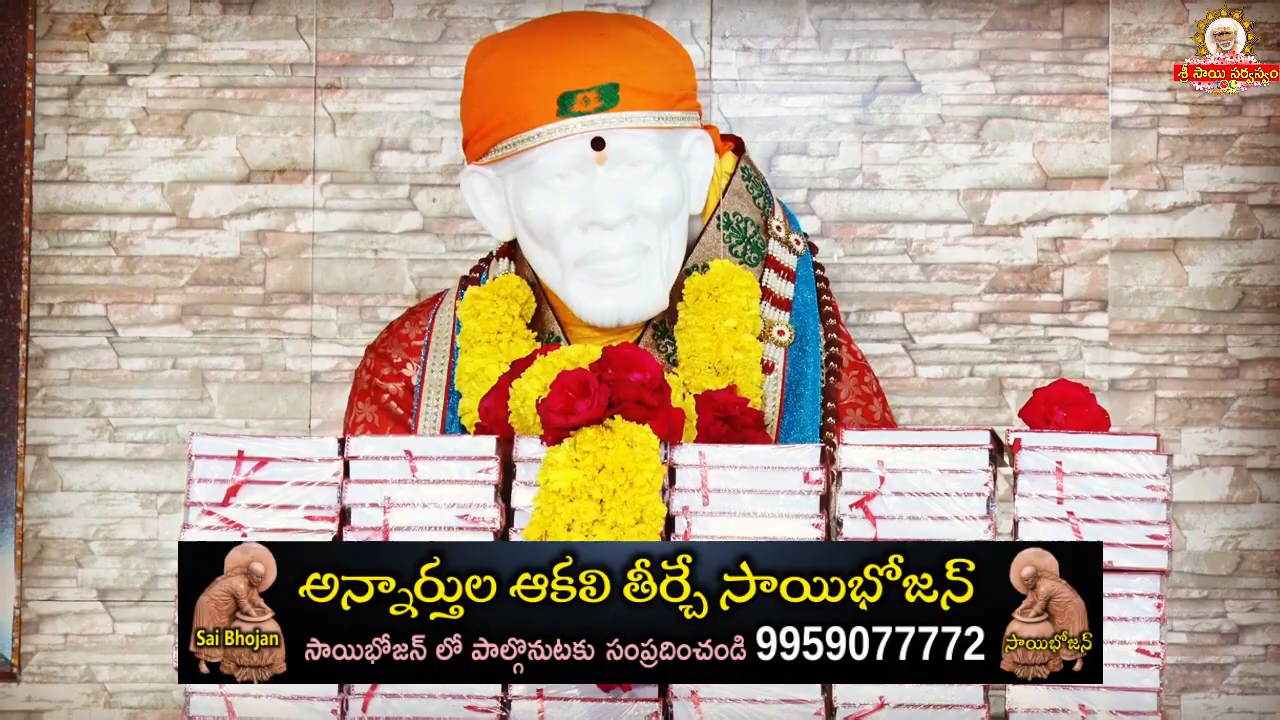 శ్రీ సాయి సర్వస్వం
అన్నార్తుల ఆకలి తీర్చే సాయిభోజన్
Sai Bhojan
సాయిభోజన్ లో పాల్గొనుటకు సంప్రదించండి 9959077772
సాయిభోజన్